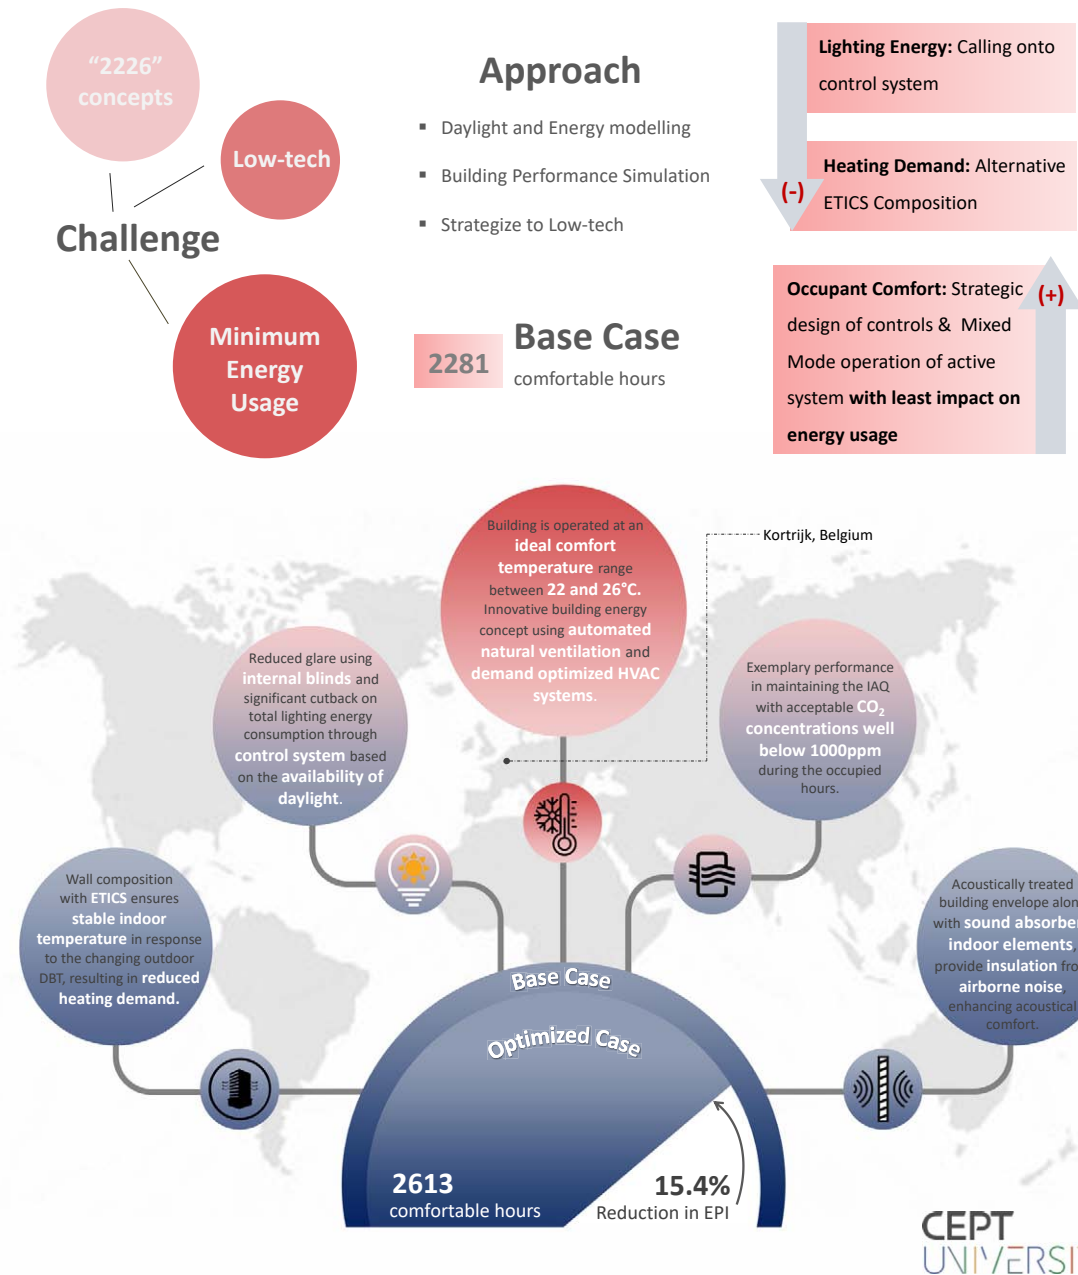 “2226”
concepts
Low-tech
Challenge
Minimum
Energy
Usage
Approach
▪ Daylight and Energy modelling
▪ Building Performance Simulation
▪ Strategize to Low-tech
2281
Base Case
comfortable hours
Lighting Energy: Calling onto
control system
Heating Demand: Alternative
ETICS Composition
(-)
Occupant Comfort: Strategic
design of controls & Mixed
Mode operation of active
system with least impact on
energy usage
(+)
Kortrijk, Belgium
Building is operated at an
ideal comfort
temperature range
between 22 and 26°C.
Innovative building energy
concept using automated
natural ventilation and
demand optimized HVAC
systems.
Reduced glare using
internal blinds and
significant cutback on
total lighting energy
consumption through
control system based
on the availability of
daylight.
Exemplary performance
in maintaining the IAQ
with acceptable CO₂
concentrations well
below 1000ppm
during the occupied
hours.
Wall composition
with ETICS ensures
stable indoor
temperature in response
to the changing outdoor
DBT, resulting in reduced
heating demand.
Acoustically treated
building envelope alon
with sound absorbe
indoor elements,
provide insulation fro
airborne noise,
enhancing acoustical
comfort.
Base Case
Optimized Case
2613
comfortable hours
15.4%
Reduction in EPI
CEPT
UNIVERSI